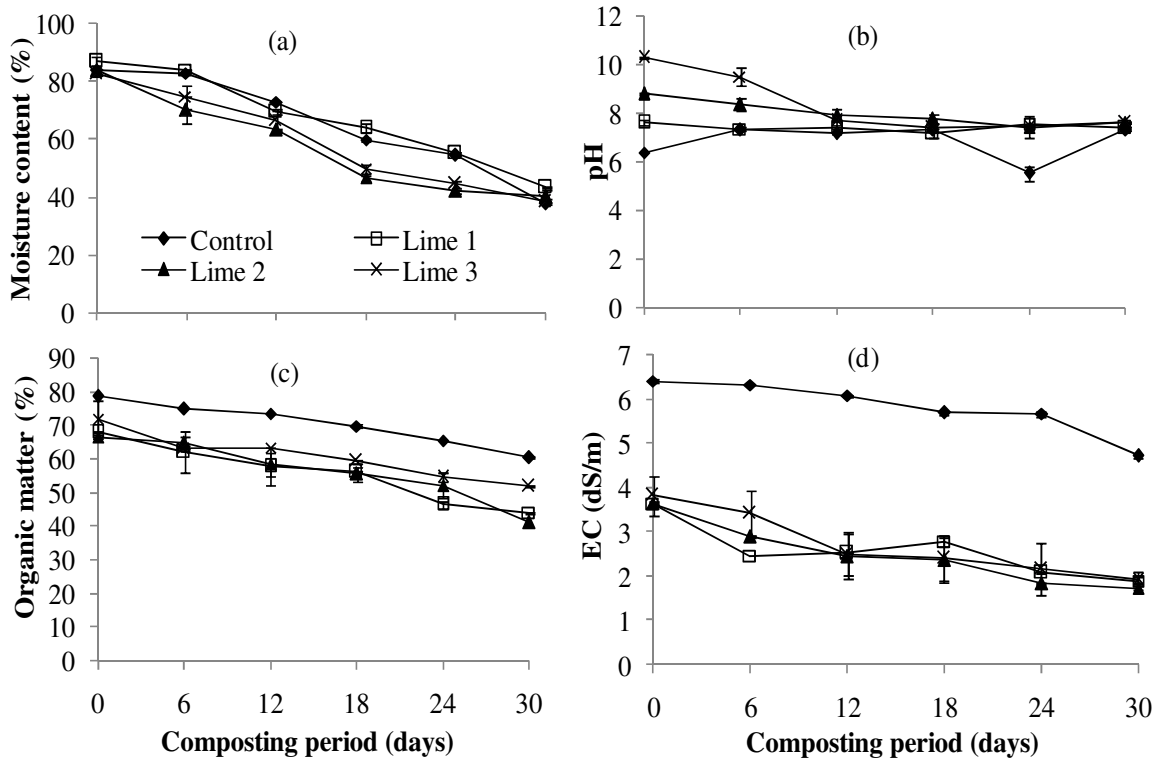 (a)
Moisture content (%)
100
80
60
40
20
0
Control
Lime 1
Lime 2
Lime 3
(b)
pH
12
10
8
6
4
2
0
(c)
Organic matter (%)
90
80
70
60
50
40
30
20
10
0
0 6 12 18 24 30
Composting period (days)
(d)
EC (dS/m)
7
6
5
4
3
2
1
0
0 6 12 18 24 30
Composting period (days)